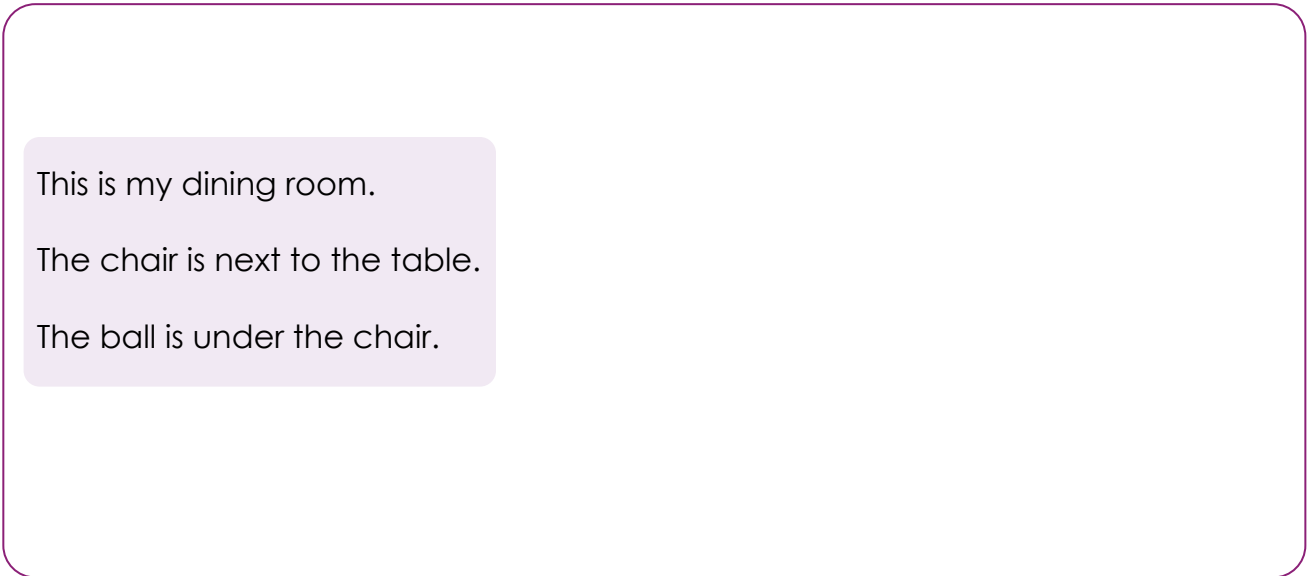 This is my dining room.
The chair is next to the table.
The ball is under the chair.